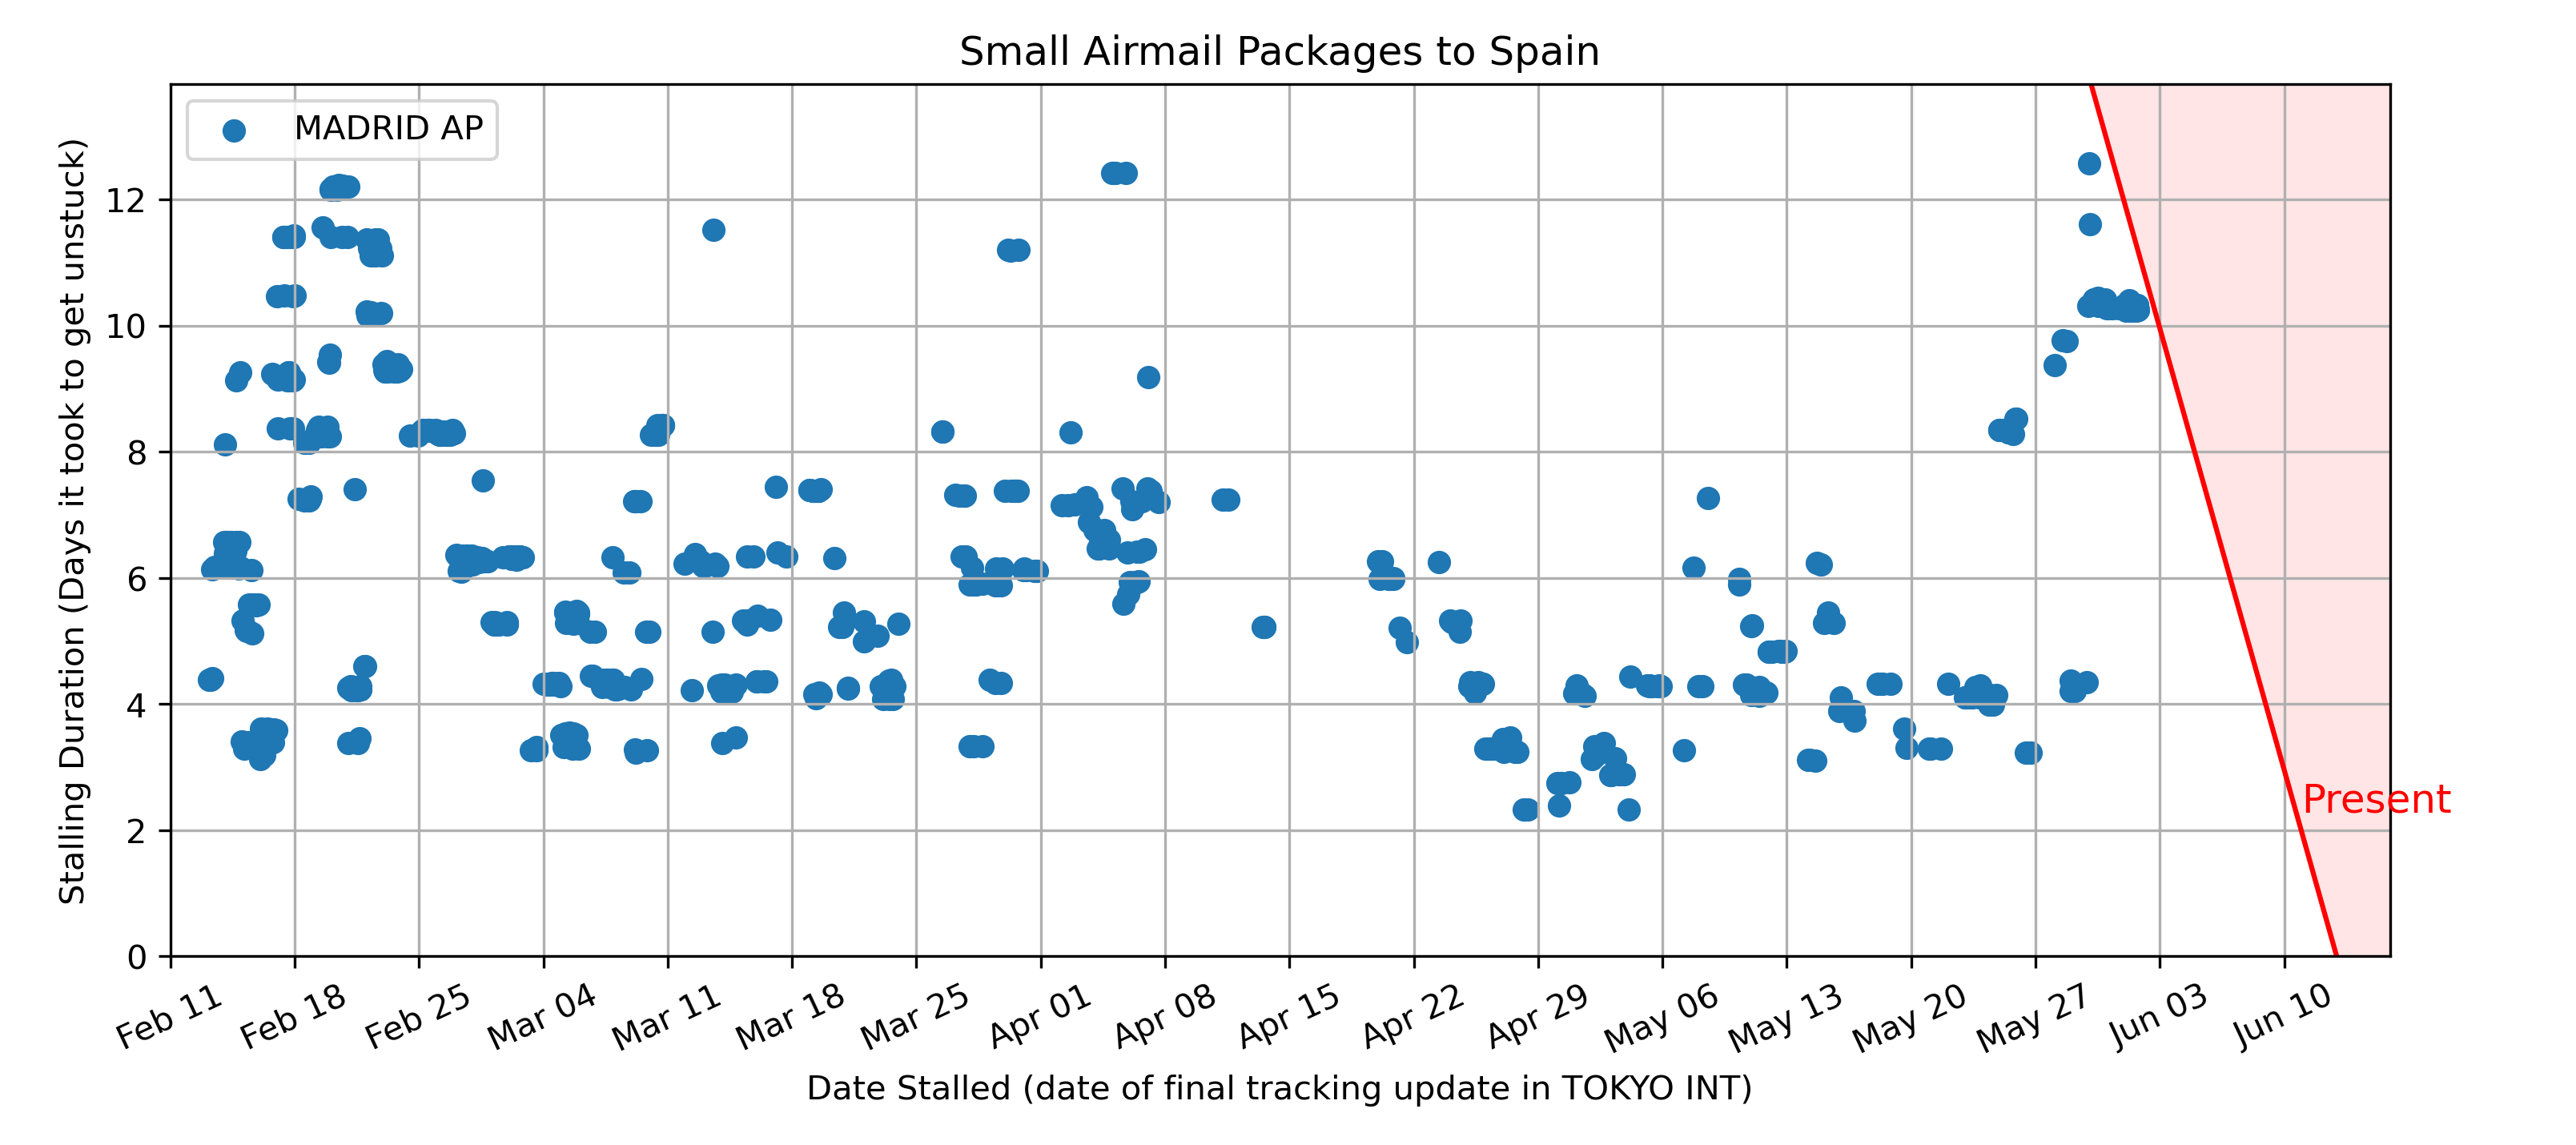 Small Airmail Packages to Spain
MADRID AP
Stalling Duration (Days it took to get unstuck)
12
10
8
6
4
2
0
Present
Feb 11
Feb 18
Feb 25
Mar 04
Mar 11
Mar 18
Mar 25
Apr 01
Apr 08
Apr 15
Apr 22
Apr 29
May 06
May 13
May 20
May 27
Jun 03
Jun 10
Date Stalled (date of final tracking update in TOKYO INT)